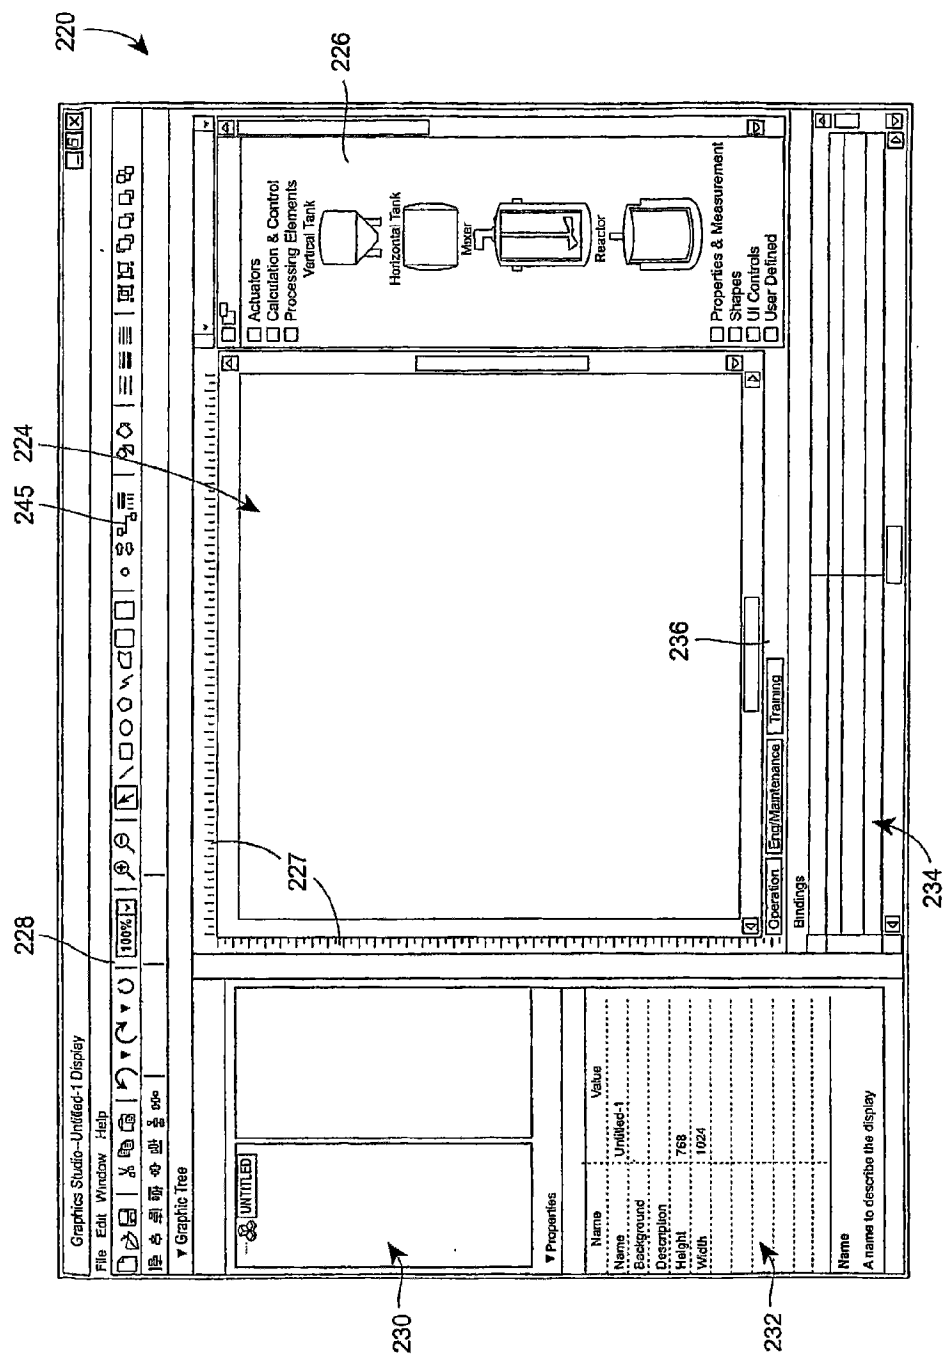 220
Graphics Studio--Untitled-1 Display
File Edit Window Help
228
100%
245
224
226
▼ Graphic Tree
UNTITLED
230
▼ Properties
Name Value
Name Untitled-1
Background
Description
Height 768
Width 1024
232
Name
A name to describe the display
227
Actuators
Calculation & Control
Processing Elements
Vertical Tank
Horizontal Tank
Mixer
Reactor
Properties & Measurement
Shapes
UI Controls
User Defined
Operation Eng/Maintenance Training
236
Bindings
234